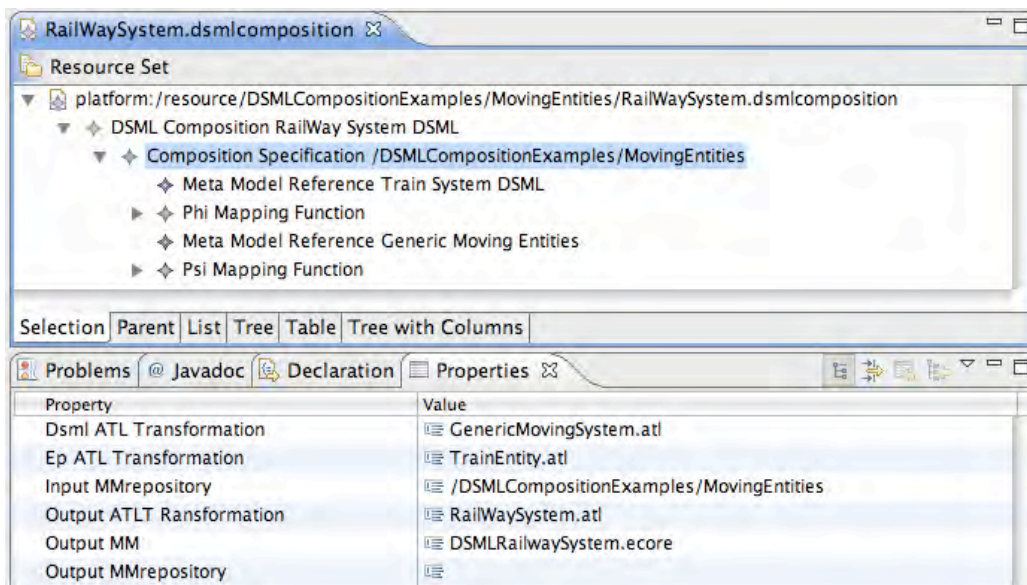 RailWaySystem.dsmlcomposition
Resource Set
platform:/resource/DSMLCompositionExamples/MovingEntities/RailWaySystem.dsmlcomposition
DSML Composition RailWay System DSML
Composition Specification /DSMLCompositionExamples/MovingEntities
Meta Model Reference Train System DSML
Phi Mapping Function
Meta Model Reference Generic Moving Entities
Psi Mapping Function
Selection Parent List Tree Table Tree with Columns
Problems @ Javadoc Declaration Properties
Property Value
Dsml ATL Transformation GenericMovingSystem.atl
Ep ATL Transformation TrainEntity.atl
Input MMrepository /DSMLCompositionExamples/MovingEntities
Output ATLT Ransformation RailWaySystem.atl
Output MM DSMLRailwaySystem.ecore
Output MMrepository